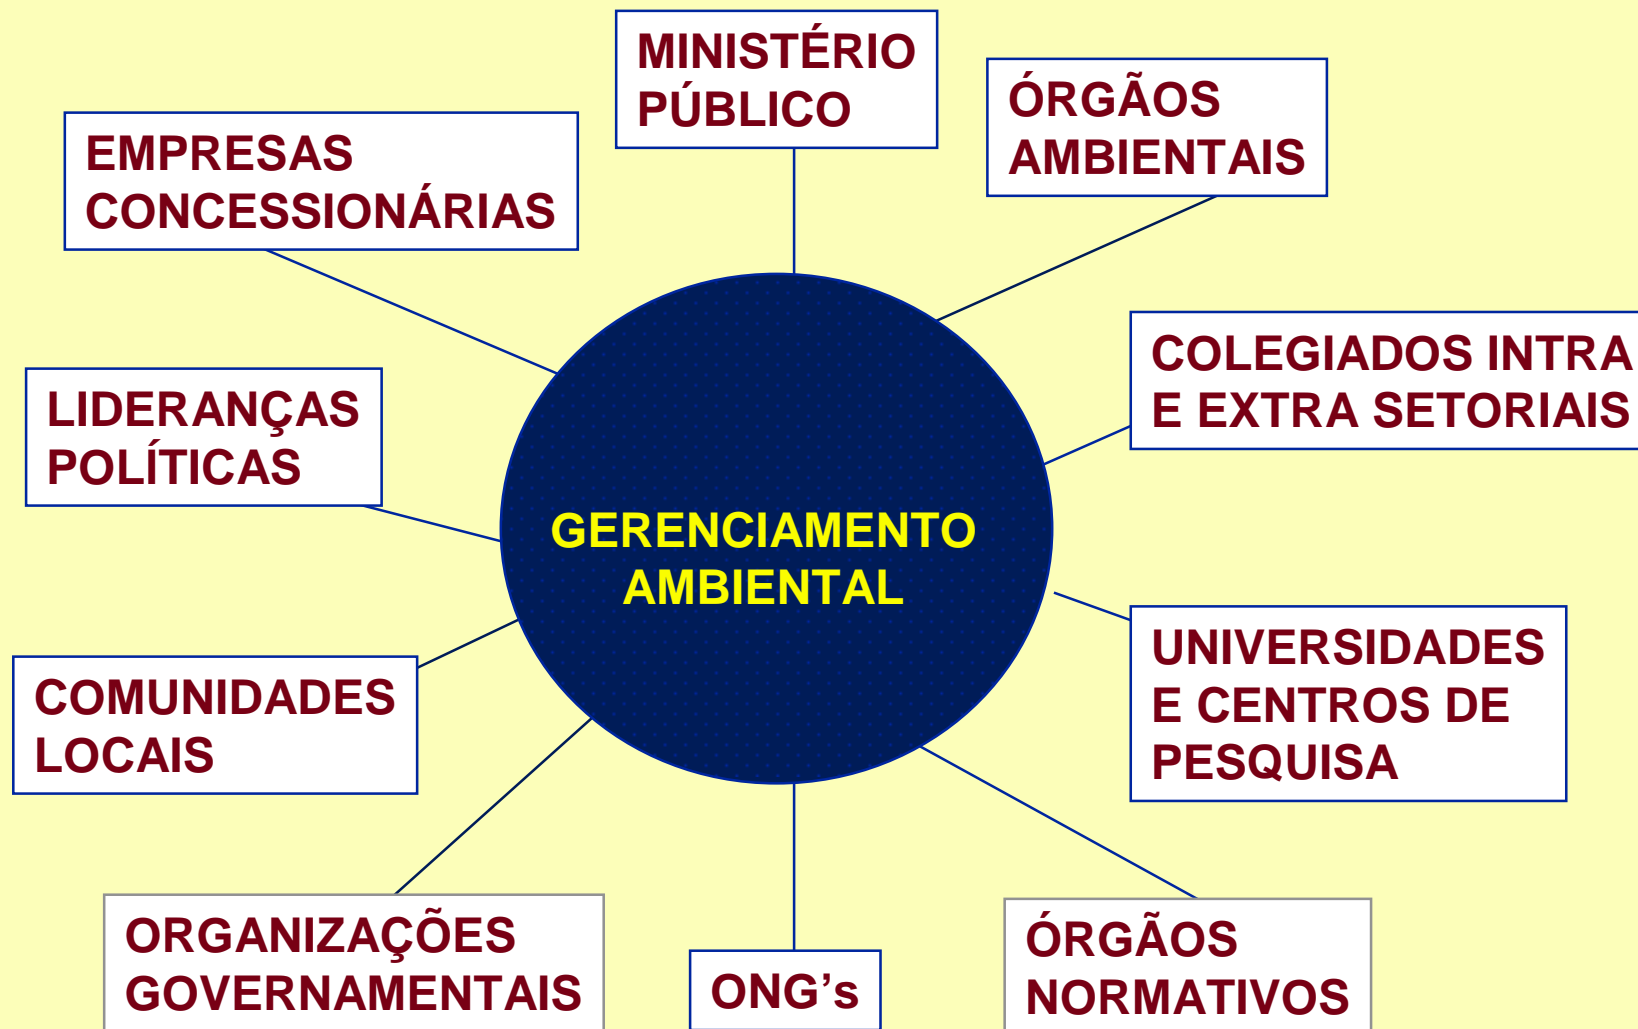 MINISTÉRIO
PÚBLICO
ÓRGÃOS
AMBIENTAIS
EMPRESAS
CONCESSIONÁRIAS
COLEGIADOS INTRA
E EXTRA SETORIAIS
LIDERANÇAS
POLÍTICAS
GERENCIAMENTO
AMBIENTAL
UNIVERSIDADES
E CENTROS DE
PESQUISA
COMUNIDADES
LOCAIS
ORGANIZAÇÕES
GOVERNAMENTAIS
ONG's
ÓRGÃOS
NORMATIVOS